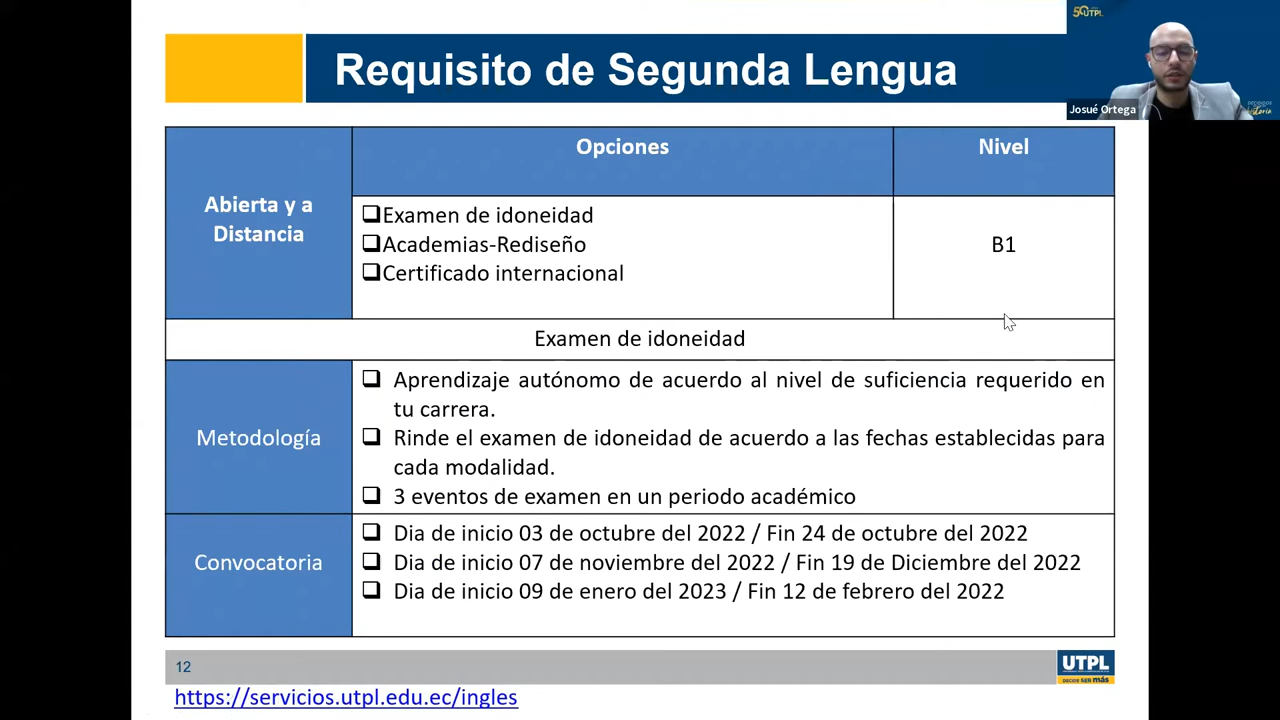 50 UTPL
Requisito de Segunda Lengua
Josué Ortega
Abierta y a
Distancia
Opciones
Nivel
❑Examen de idoneidad
❑Academias-Rediseño
❑Certificado internacional
B1
Examen de idoneidad
Metodología
❑ Aprendizaje autónomo de acuerdo al nivel de suficiencia requerido en
tu carrera.
❑ Rinde el examen de idoneidad de acuerdo a las fechas establecidas para
cada modalidad.
❑ 3 eventos de examen en un periodo académico
Convocatoria
❑ Dia de inicio 03 de octubre del 2022 / Fin 24 de octubre del 2022
❑ Dia de inicio 07 de noviembre del 2022 / Fin 19 de Diciembre del 2022
❑ Dia de inicio 09 de enero del 2023 / Fin 12 de febrero del 2022
12
UTPL
DECIDE SER más
https://servicios.utpl.edu.ec/ingles